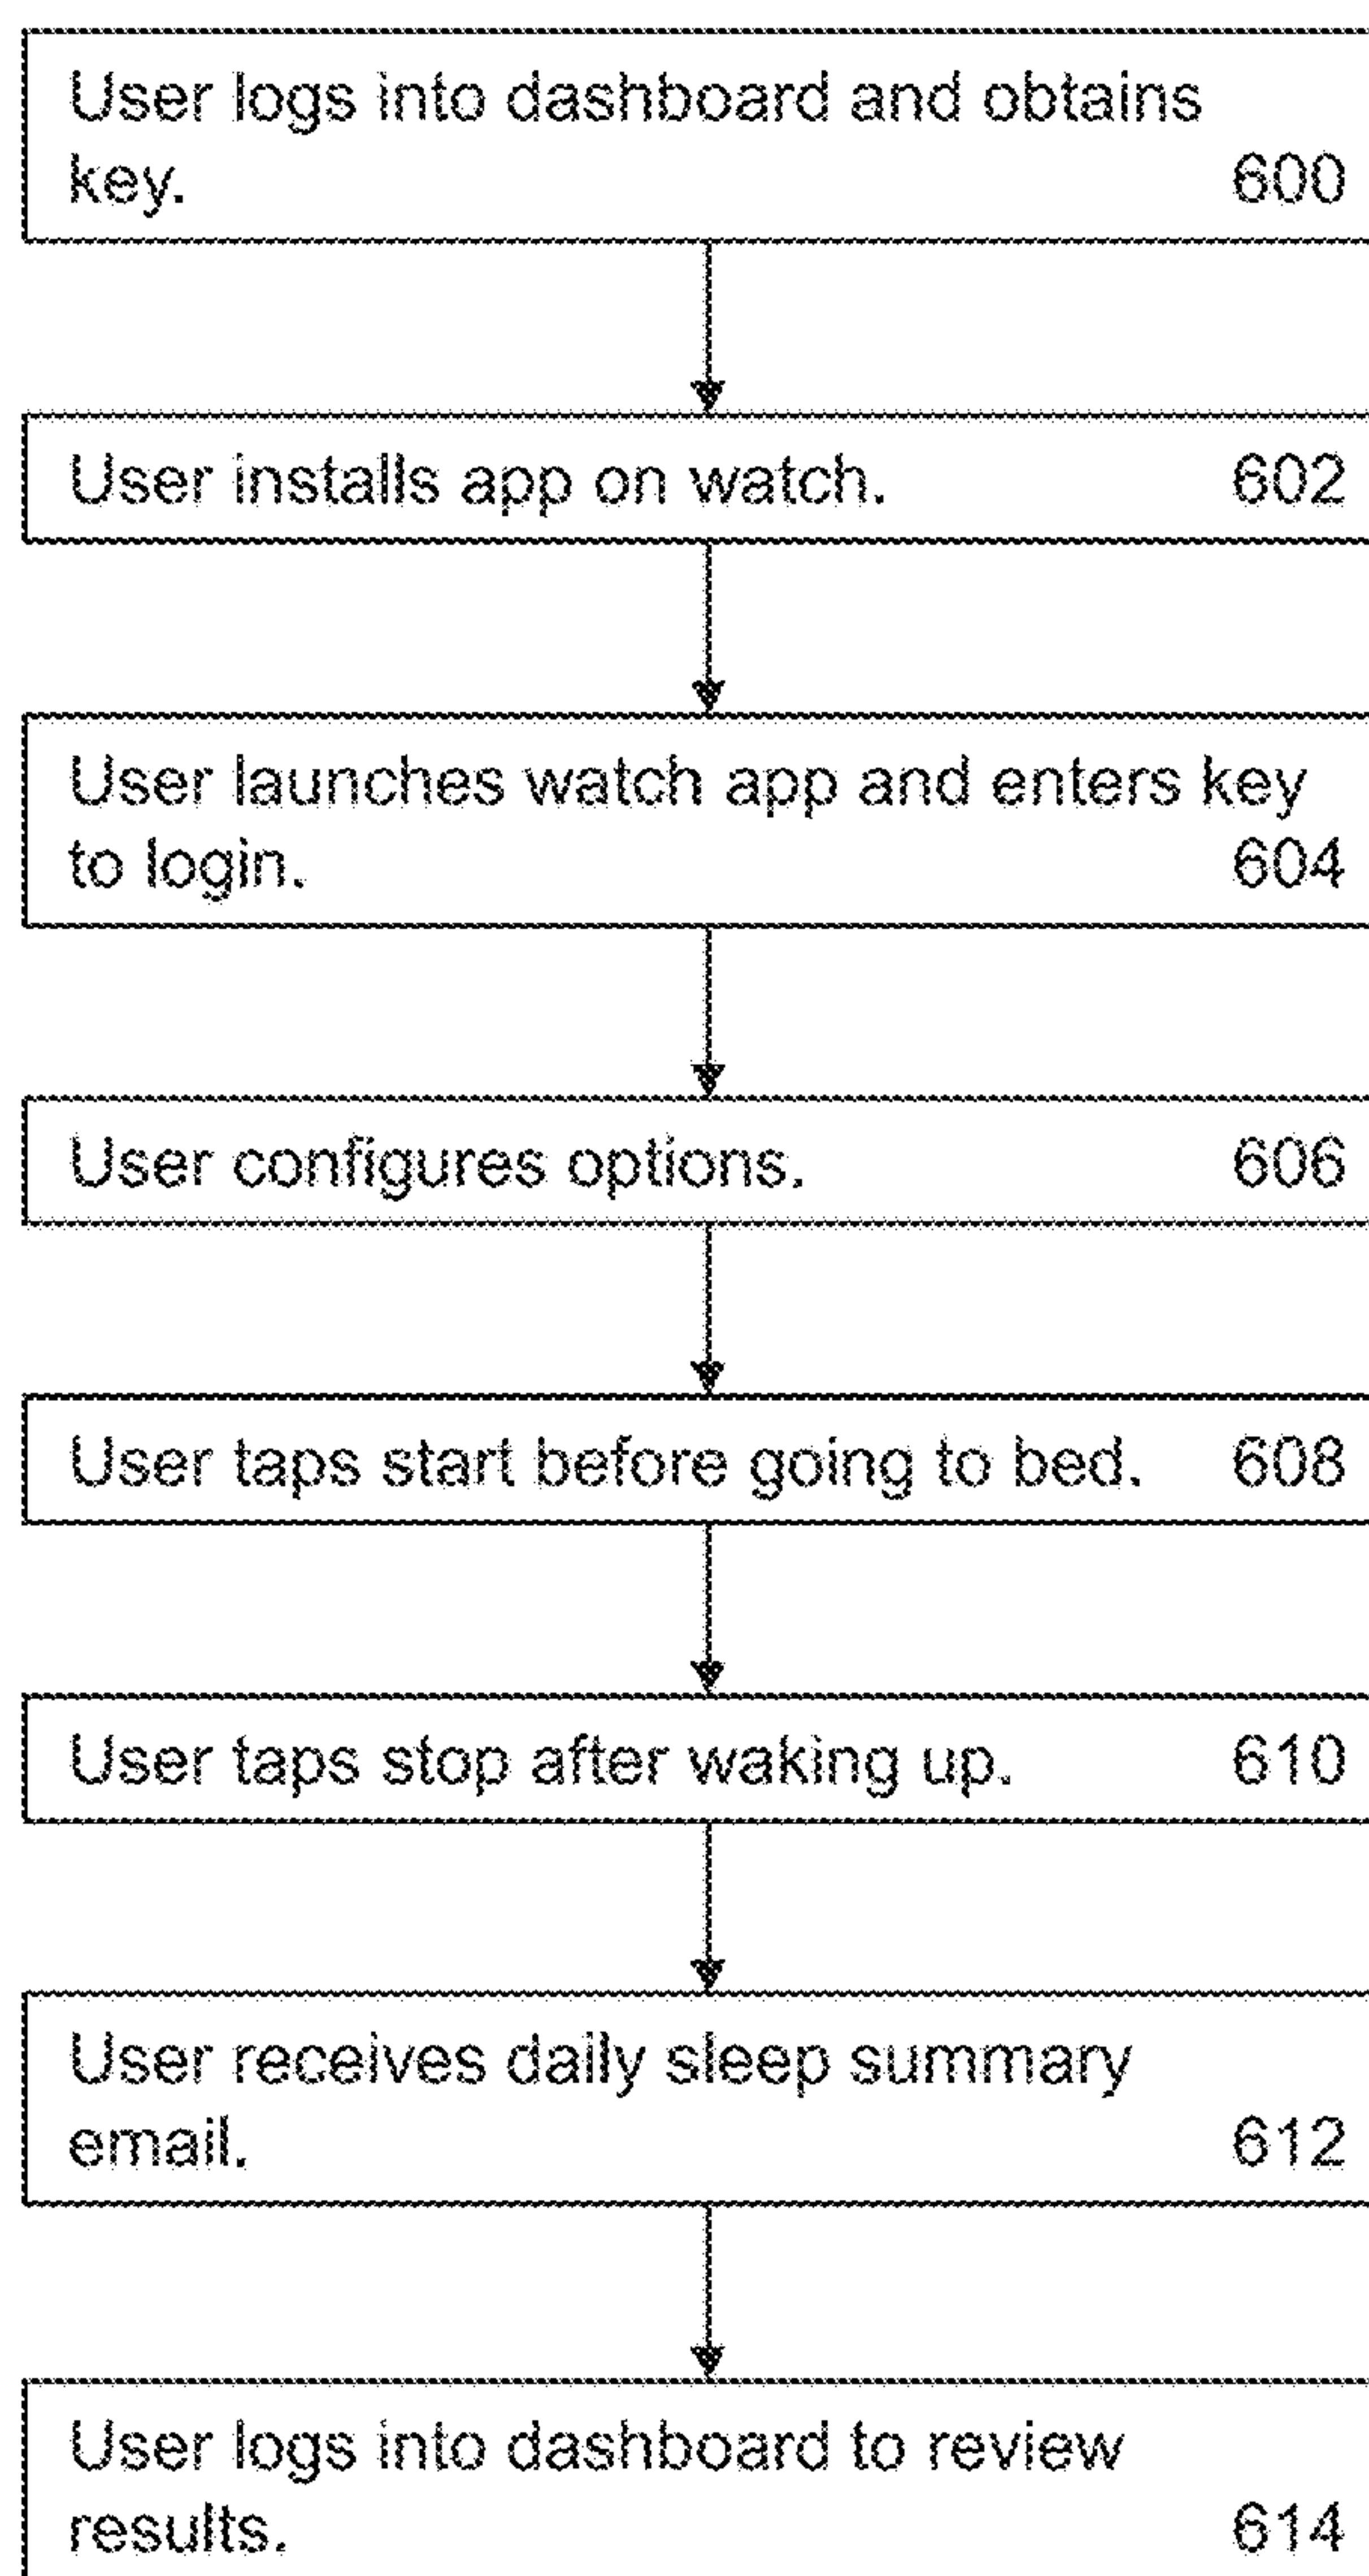 User logs into dashboard and obtains
key. 600
User installs app on watch. 602
User launches watch app and enters key
to login. 604
User configures options. 606
User taps start before going to bed. 608
User taps stop after waking up. 610
User receives daily sleep summary
email. 612
User logs into dashboard to review
results. 614